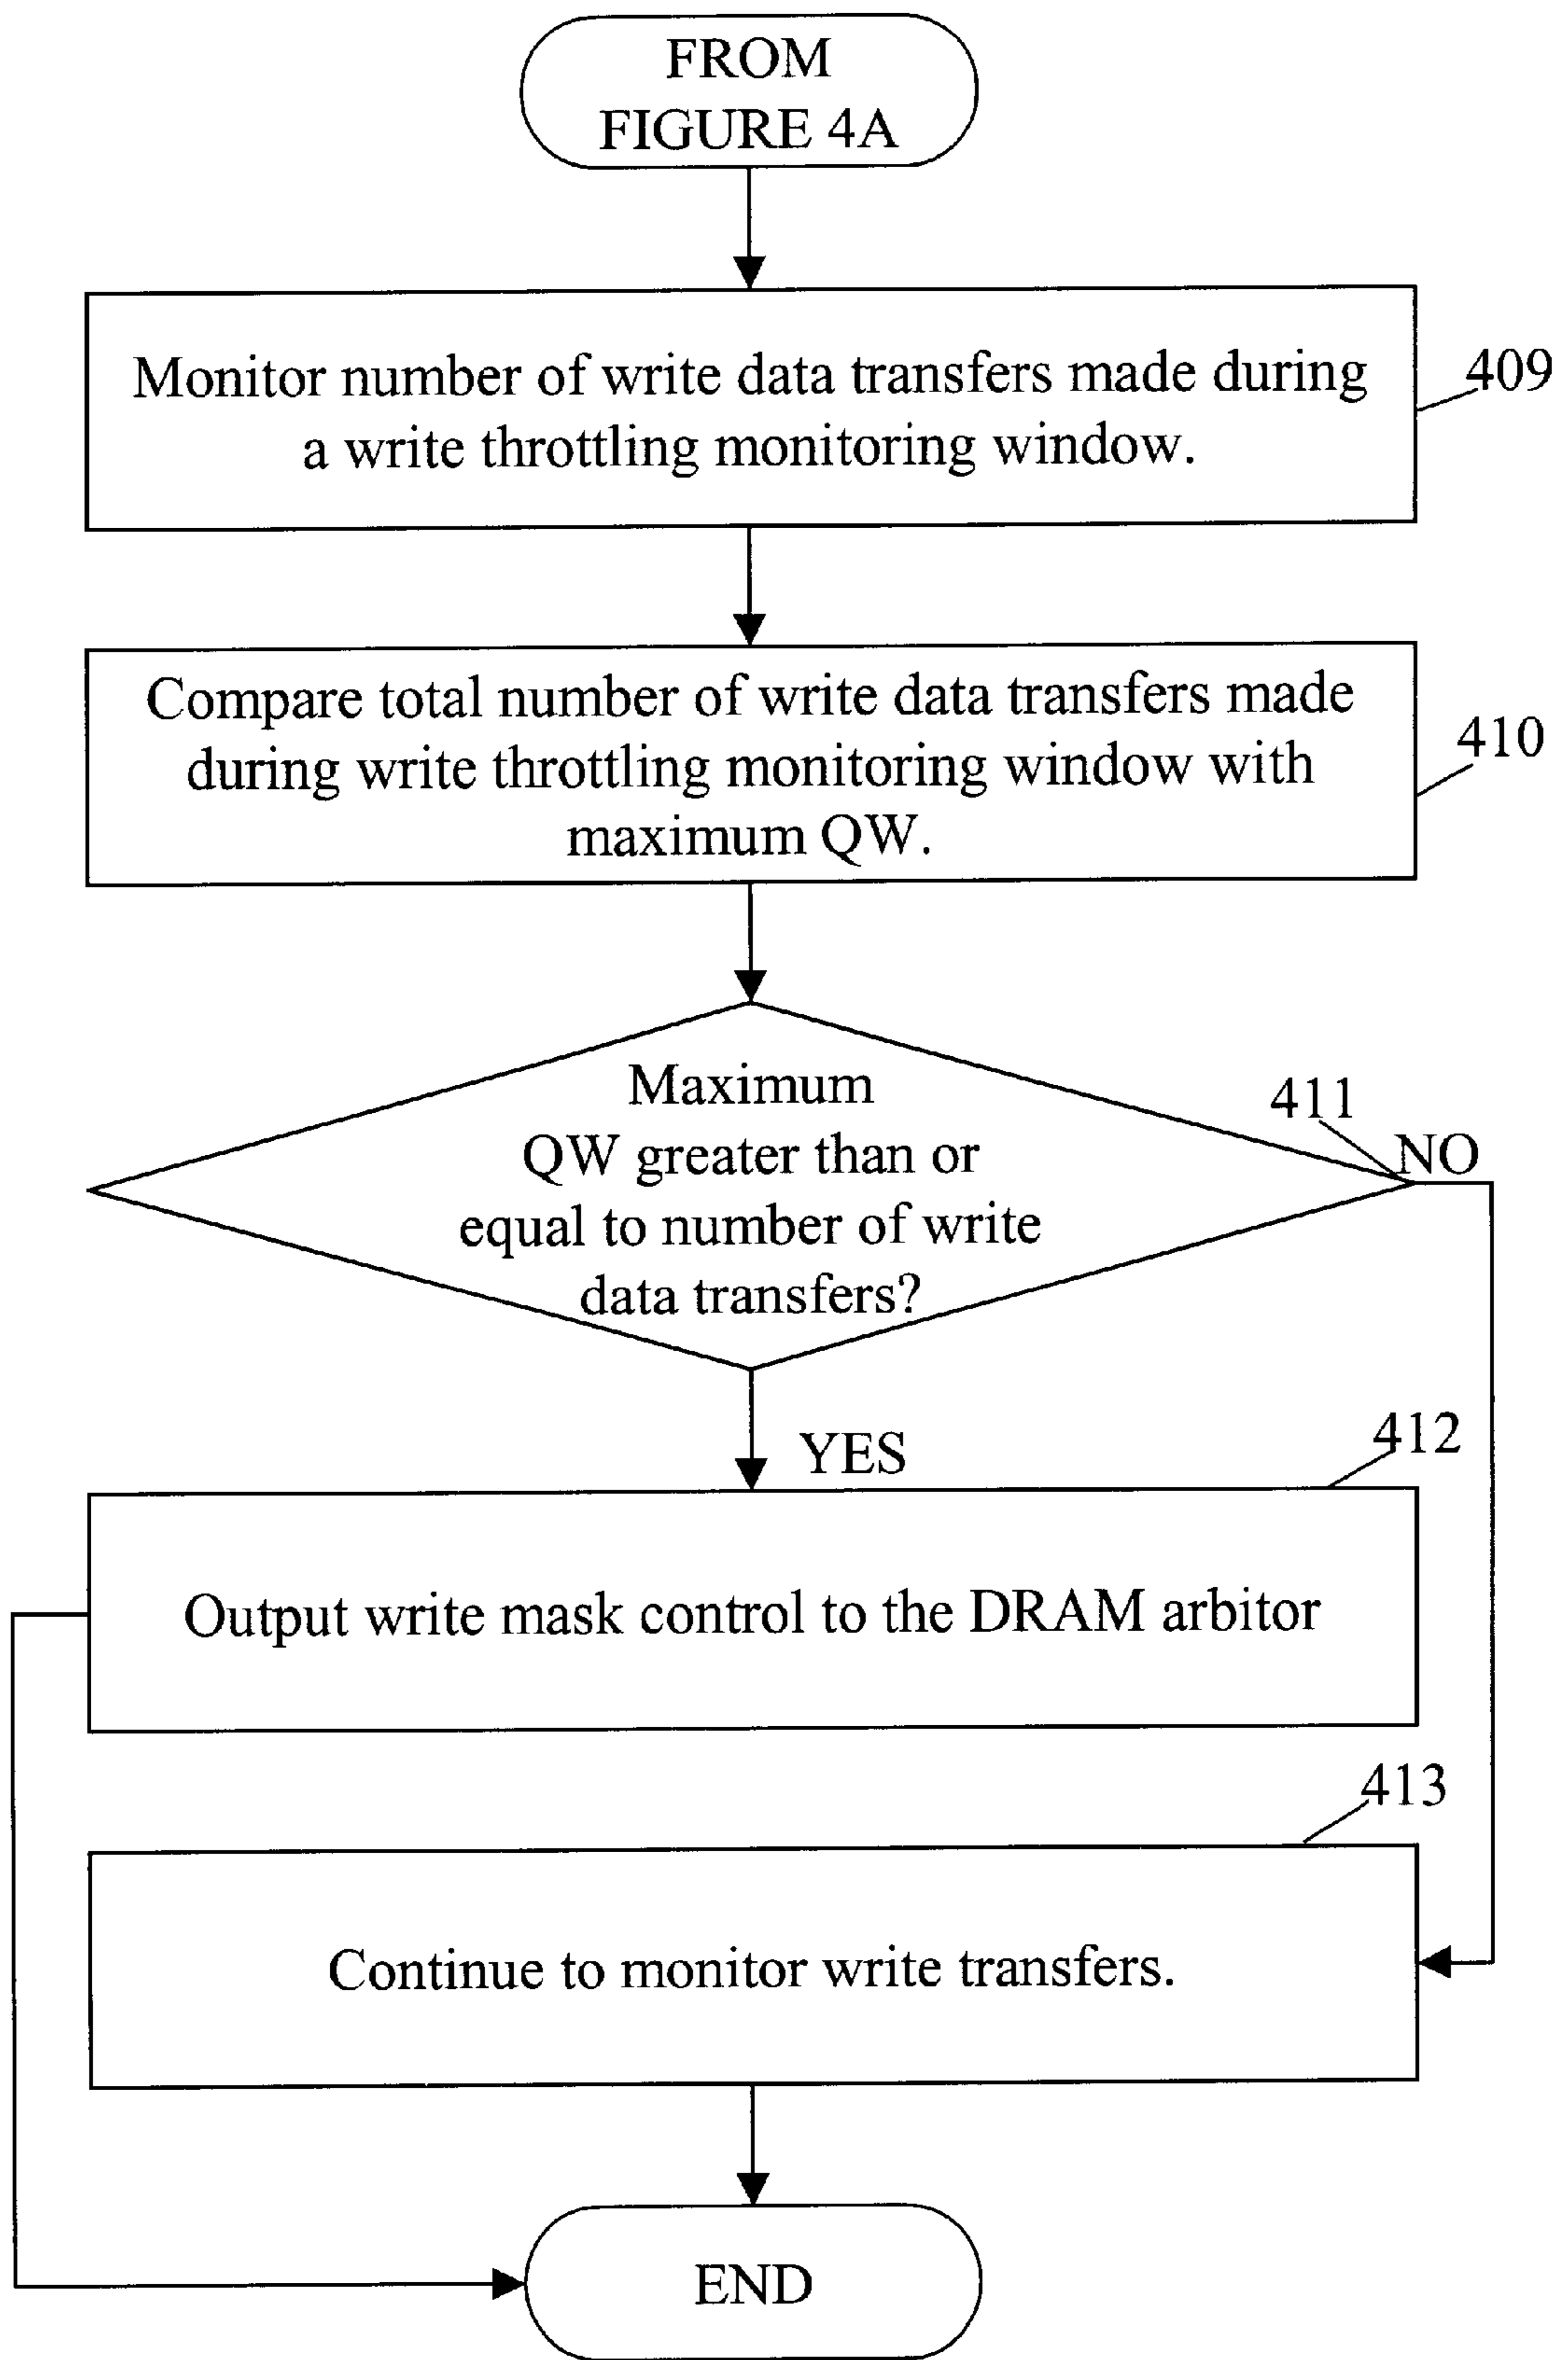 FROM
FIGURE 4A
Monitor number of write data transfers made during
a write throttling monitoring window.
409
Compare total number of write data transfers made
during write throttling monitoring window with
maximum QW.
410
Maximum
QW greater than or
equal to number of write
data transfers?
411
NO
YES
412
Output write mask control to the DRAM arbitor
413
Continue to monitor write transfers.
END